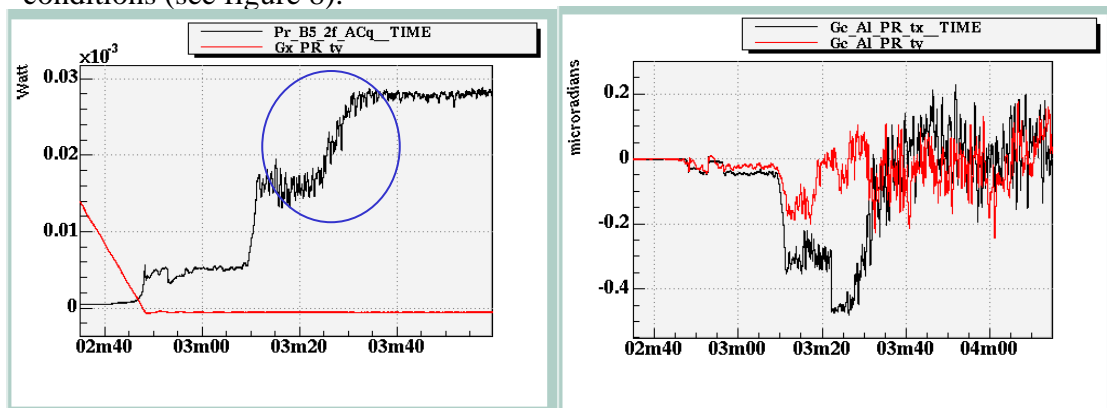 conditions (see figure 8).
Pr_B5_2f_ACq__TIME
Gx_PR_ty
×10⁻³
Watt
0.03
0.02
0.01
0
02m40 03m00 03m20 03m40
Gc_Al_PR_tx__TIME
Gc_Al_PR_ty
microradians
0.2
0
-0.2
-0.4
02m40 03m00 03m20 03m40 04m00